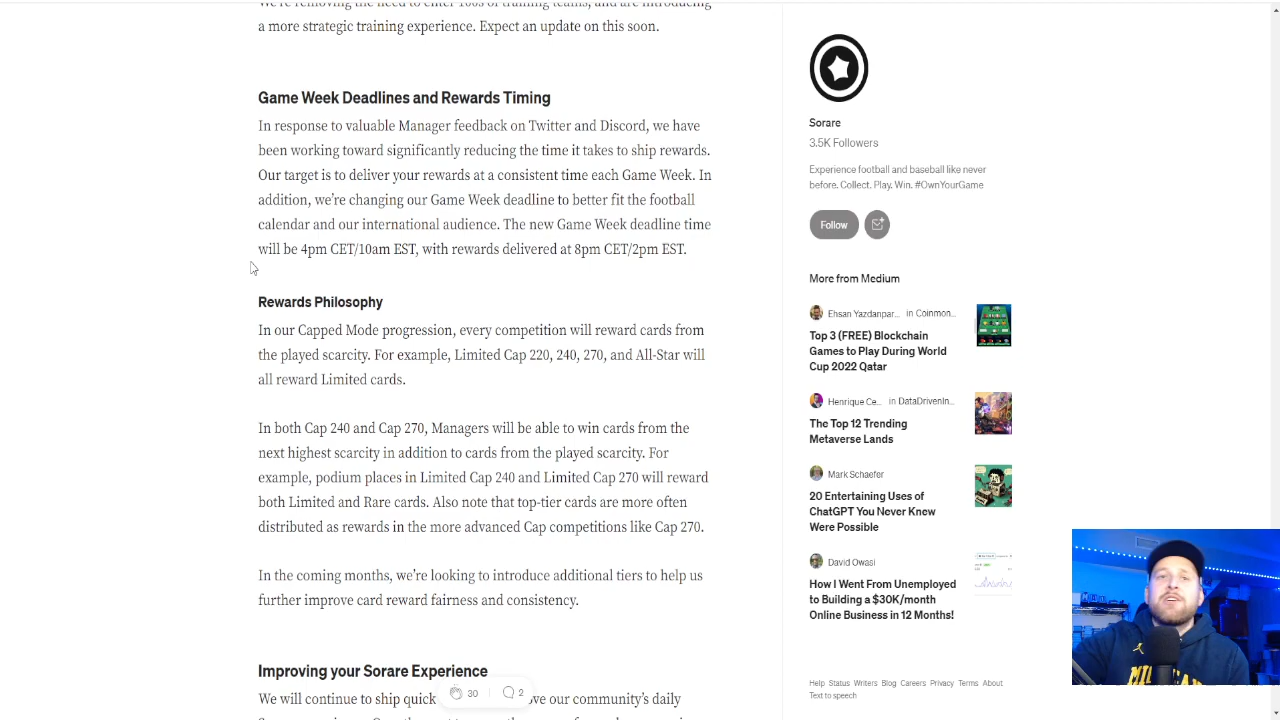 We're removing the need to enter 100s of training teams, and are introducing
a more strategic training experience. Expect an update on this soon.
Game Week Deadlines and Rewards Timing
In response to valuable Manager feedback on Twitter and Discord, we have
been working toward significantly reducing the time it takes to ship rewards.
Our target is to deliver your rewards at a consistent time each Game Week. In
addition, we're changing our Game Week deadline to better fit the football
calendar and our international audience. The new Game Week deadline time
will be 4pm CET/10am EST, with rewards delivered at 8pm CET/2pm EST.
Rewards Philosophy
In our Capped Mode progression, every competition will reward cards from
the played scarcity. For example, Limited Cap 220, 240, 270, and All-Star will
all reward Limited cards.
In both Cap 240 and Cap 270, Managers will be able to win cards from the
next highest scarcity in addition to cards from the played scarcity. For
example, podium places in Limited Cap 240 and Limited Cap 270 will reward
both Limited and Rare cards. Also note that top-tier cards are more often
distributed as rewards in the more advanced Cap competitions like Cap 270.
In the coming months, we're looking to introduce additional tiers to help us
further improve card reward fairness and consistency.
Improving your Sorare Experience
30 2
We will continue to ship quick ove our community's daily
Sorare
3.5K Followers
Experience football and baseball like never
before. Collect. Play. Win. #OwnYourGame
Follow
More from Medium
Ehsan Yazdanpar... in Coinmon...
Top 3 (FREE) Blockchain
Games to Play During World
Cup 2022 Qatar
Henrique Ce... in DataDrivenIn...
The Top 12 Trending
Metaverse Lands
Mark Schaefer
20 Entertaining Uses of
ChatGPT You Never Knew
Were Possible
David Owasi
How I Went From Unemployed
to Building a $30K/month
Online Business in 12 Months!
Help Status Writers Blog Careers Privacy Terms About
Text to speech